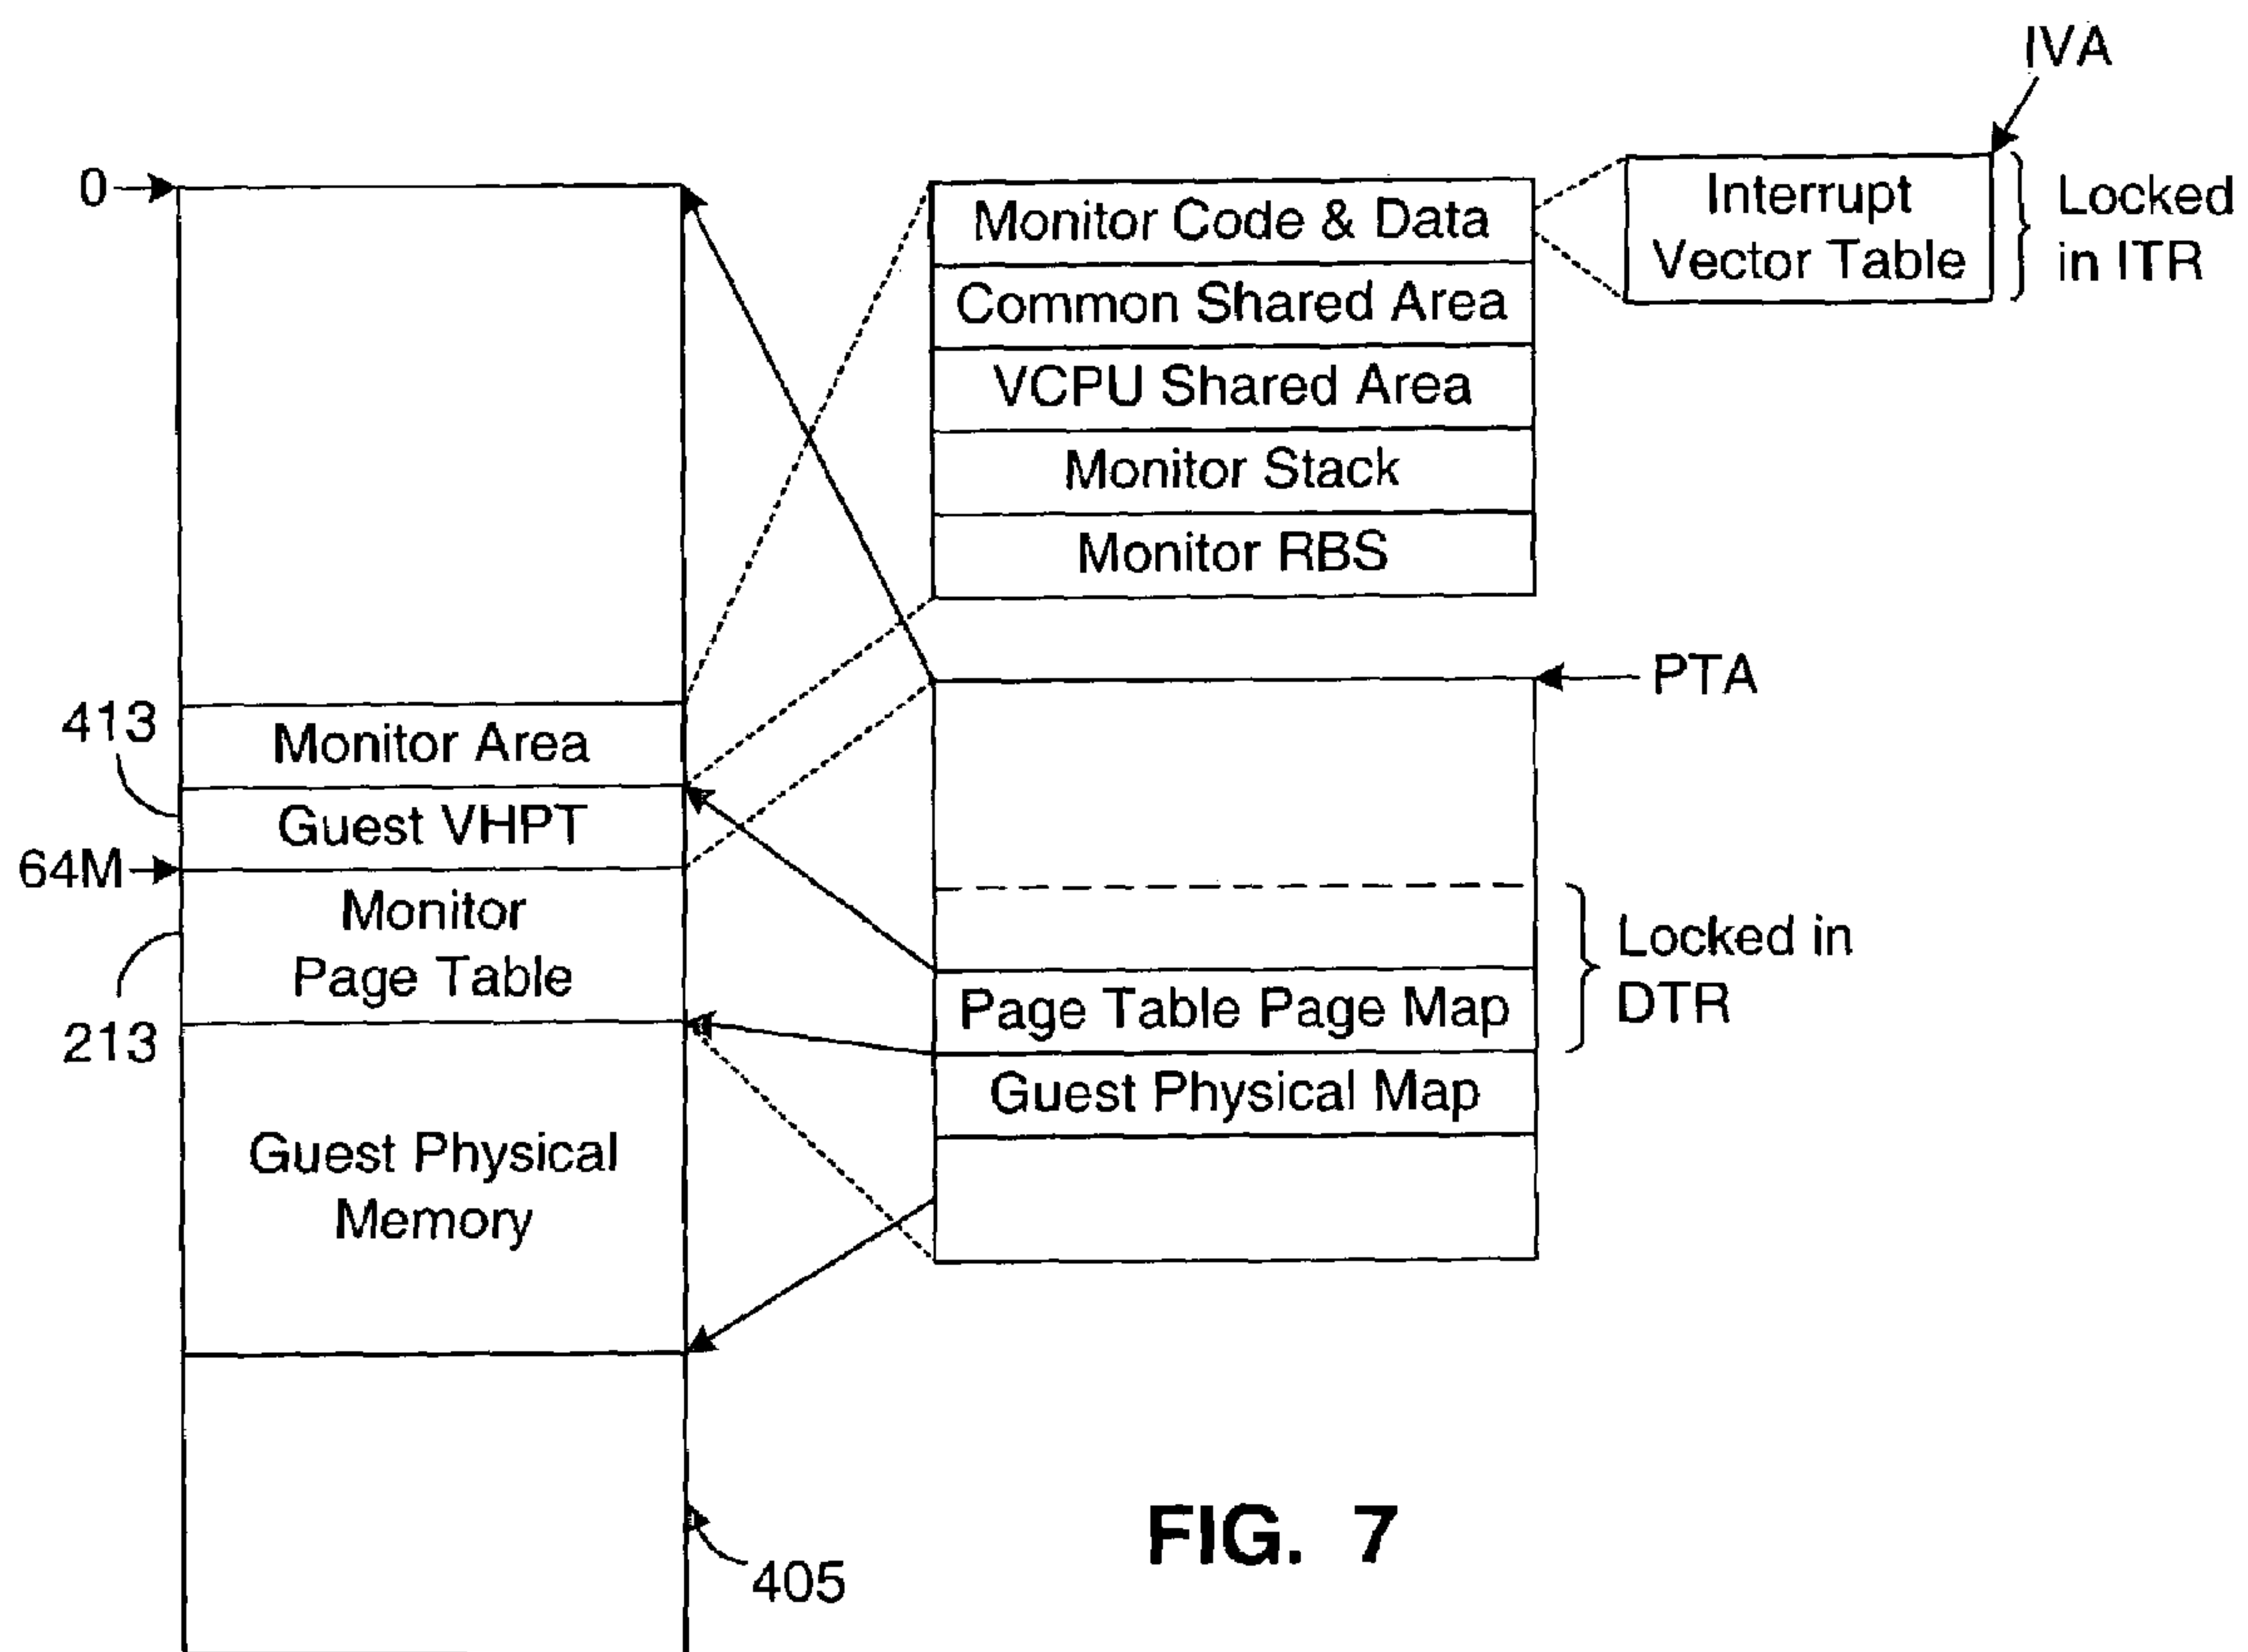 IVA
0
Monitor Code & Data
Interrupt
Vector Table
Locked
in ITR
Common Shared Area
VCPU Shared Area
Monitor Stack
Monitor RBS
PTA
413
Monitor Area
Guest VHPT
64M
Monitor
Page Table
213
Locked in
DTR
Page Table Page Map
Guest Physical Map
Guest Physical
Memory
FIG. 7
405